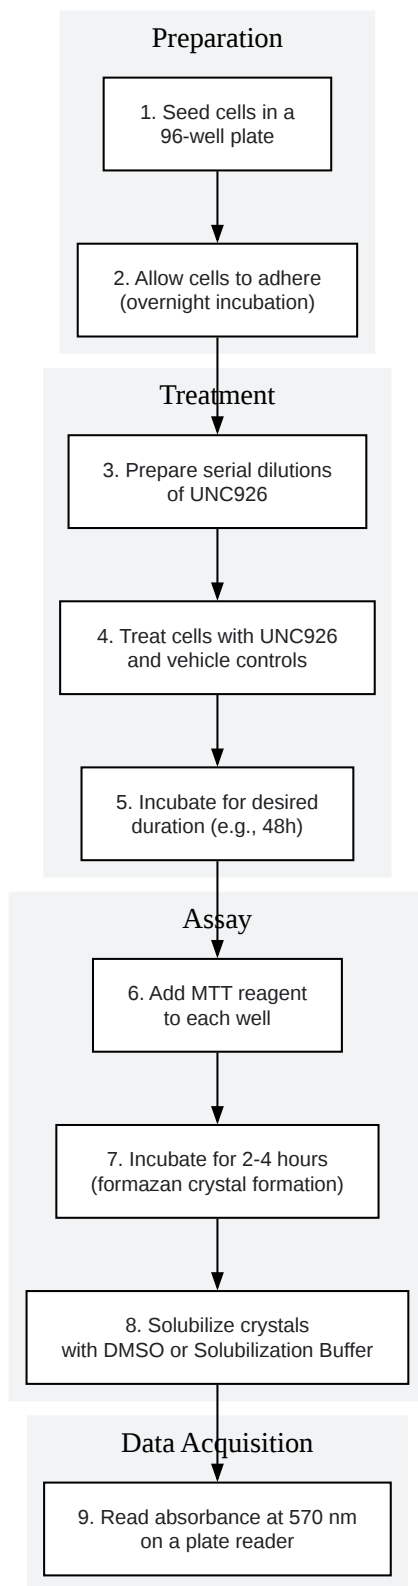 Preparation
1. Seed cells in a
96-well plate
2. Allow cells to adhere
(overnight incubation)
Treatment
3. Prepare serial dilutions
of UNC926
4. Treat cells with UNC926
and vehicle controls
5. Incubate for desired
duration (e.g., 48h)
Assay
6. Add MTT reagent
to each well
7. Incubate for 2-4 hours
(formazan crystal formation)
8. Solubilize crystals
with DMSO or Solubilization Buffer
Data Acquisition
9. Read absorbance at 570 nm
on a plate reader